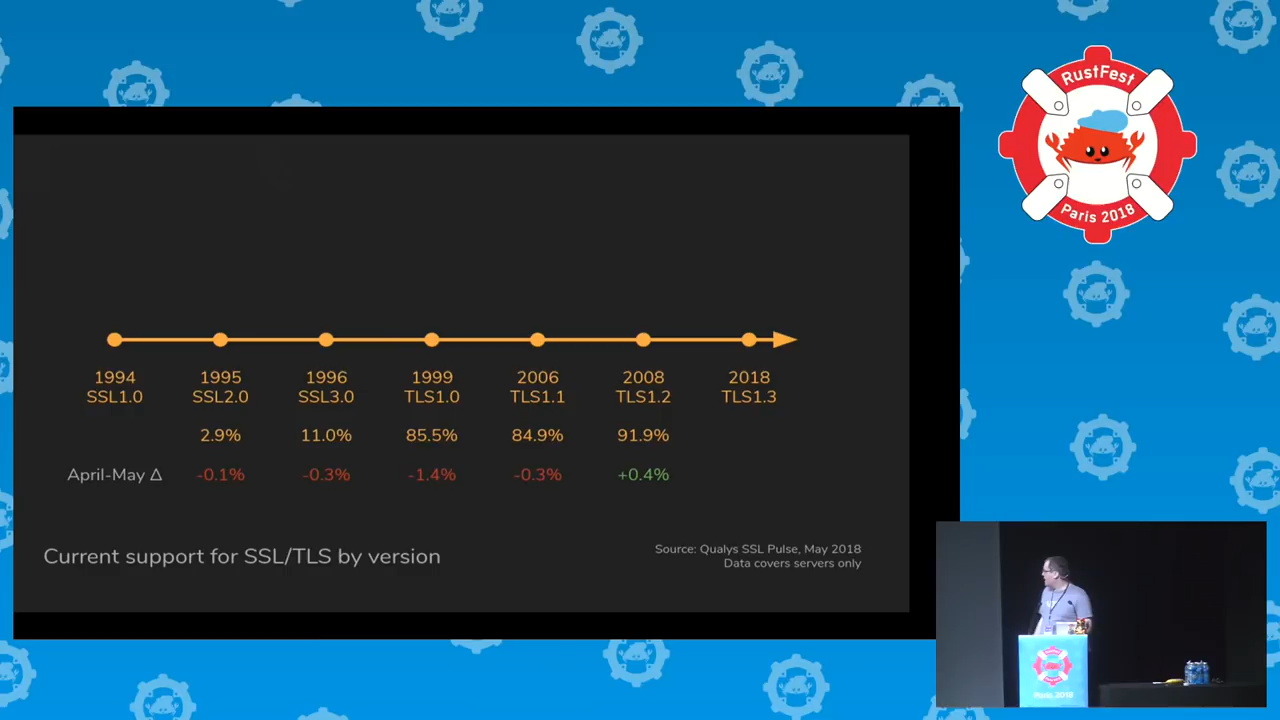 RustFest
Paris 2018
1994 1995 1996 1999 2006 2008 2018
SSL1.0 SSL2.0 SSL3.0 TLS1.0 TLS1.1 TLS1.2 TLS1.3
2.9% 11.0% 85.5% 84.9% 91.9%
April-May Δ -0.1% -0.3% -1.4% -0.3% +0.4%
Current support for SSL/TLS by version
Source: Qualys SSL Pulse, May 2018
Data covers servers only
Paris 2018